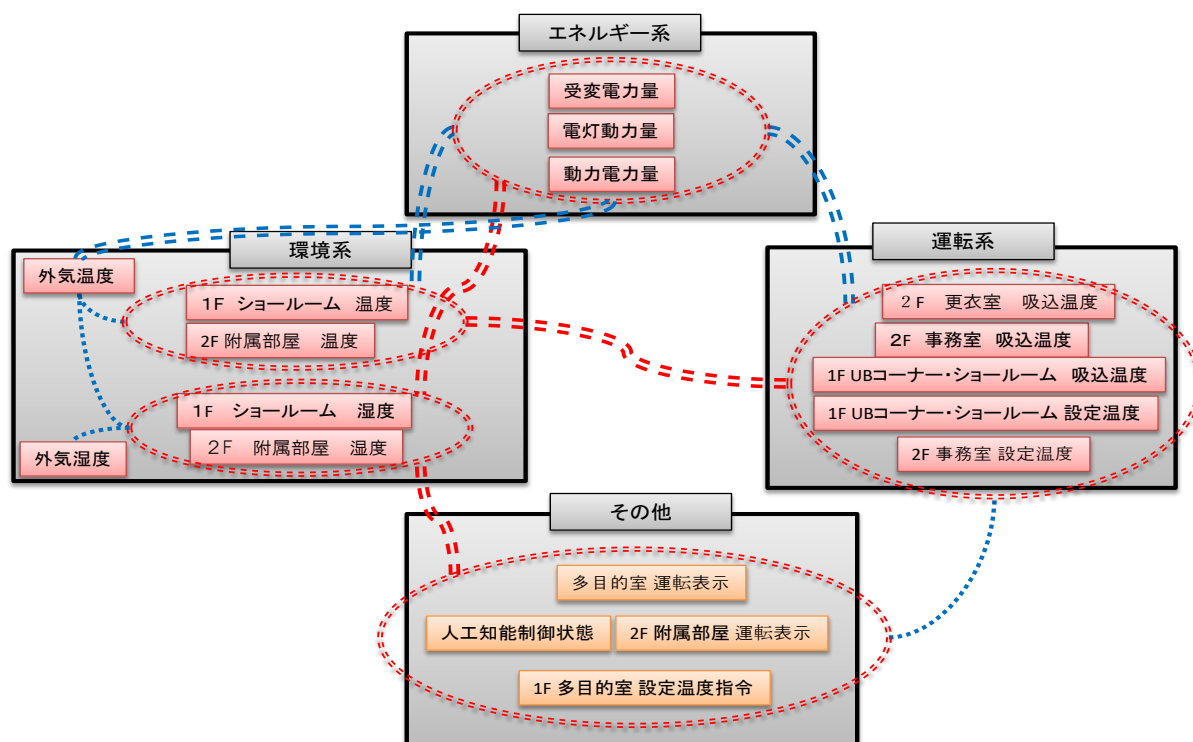 エネルギー系
受変電力量
電灯動力量
動力電力量
環境系
外気温度
1F ショールーム 温度
2F 附属部屋 温度
1F ショールーム 湿度
2F 附属部屋 湿度
外気湿度
運転系
2F 更衣室 吸込温度
2F 事務室 吸込温度
1F UBコーナー・ショールーム 吸込温度
1F UBコーナー・ショールーム 設定温度
2F 事務室 設定温度
その他
多目的室 運転表示
人工知能制御状態
2F 附属部屋 運転表示
1F 多目的室 設定温度指令